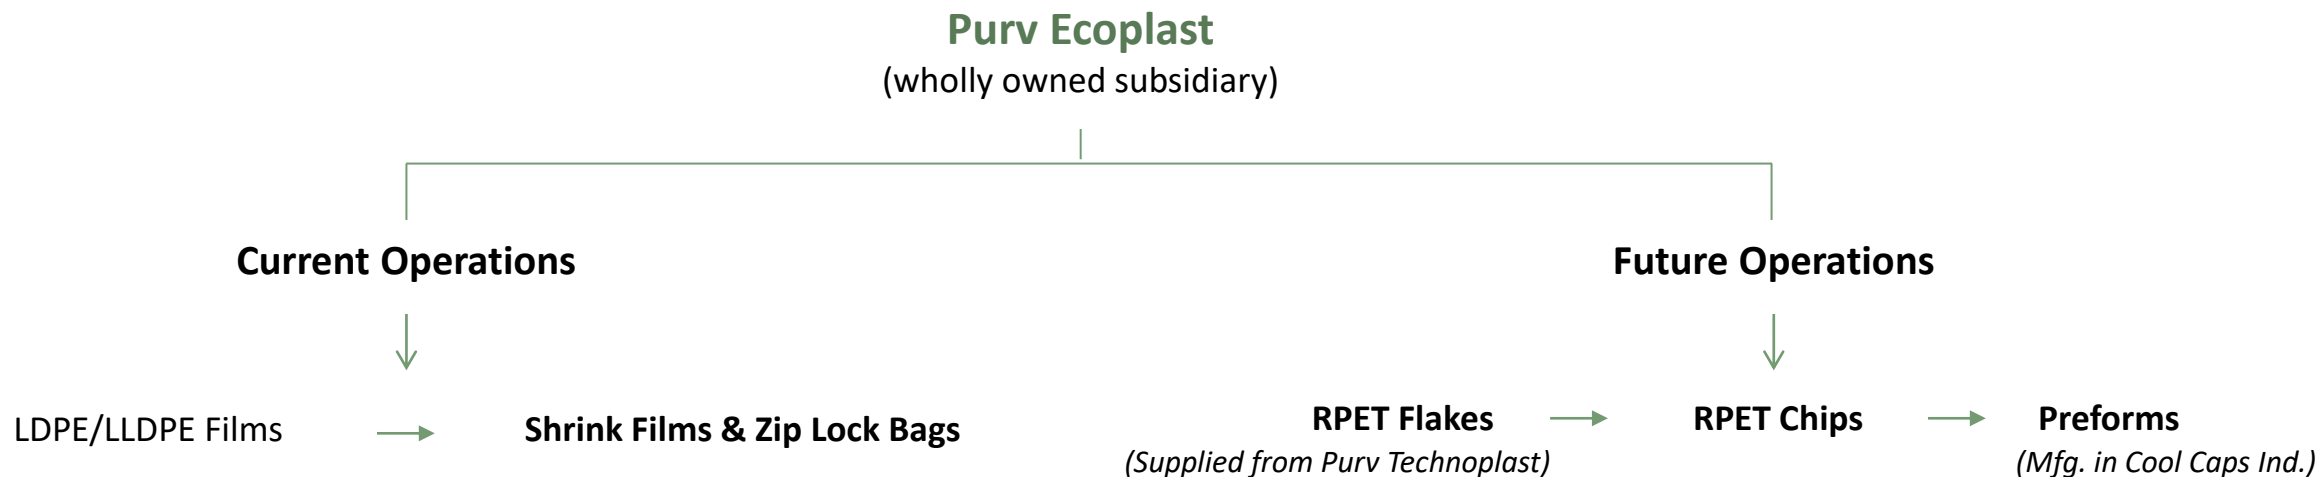 Purv Ecoplast
(wholly owned subsidiary)
Current Operations
Future Operations
LDPE/LLDPE Films
Shrink Films & Zip Lock Bags
RPET Flakes
(Supplied from Purv Technoplast)
RPET Chips
Preforms
(Mfg. in Cool Caps Ind.)